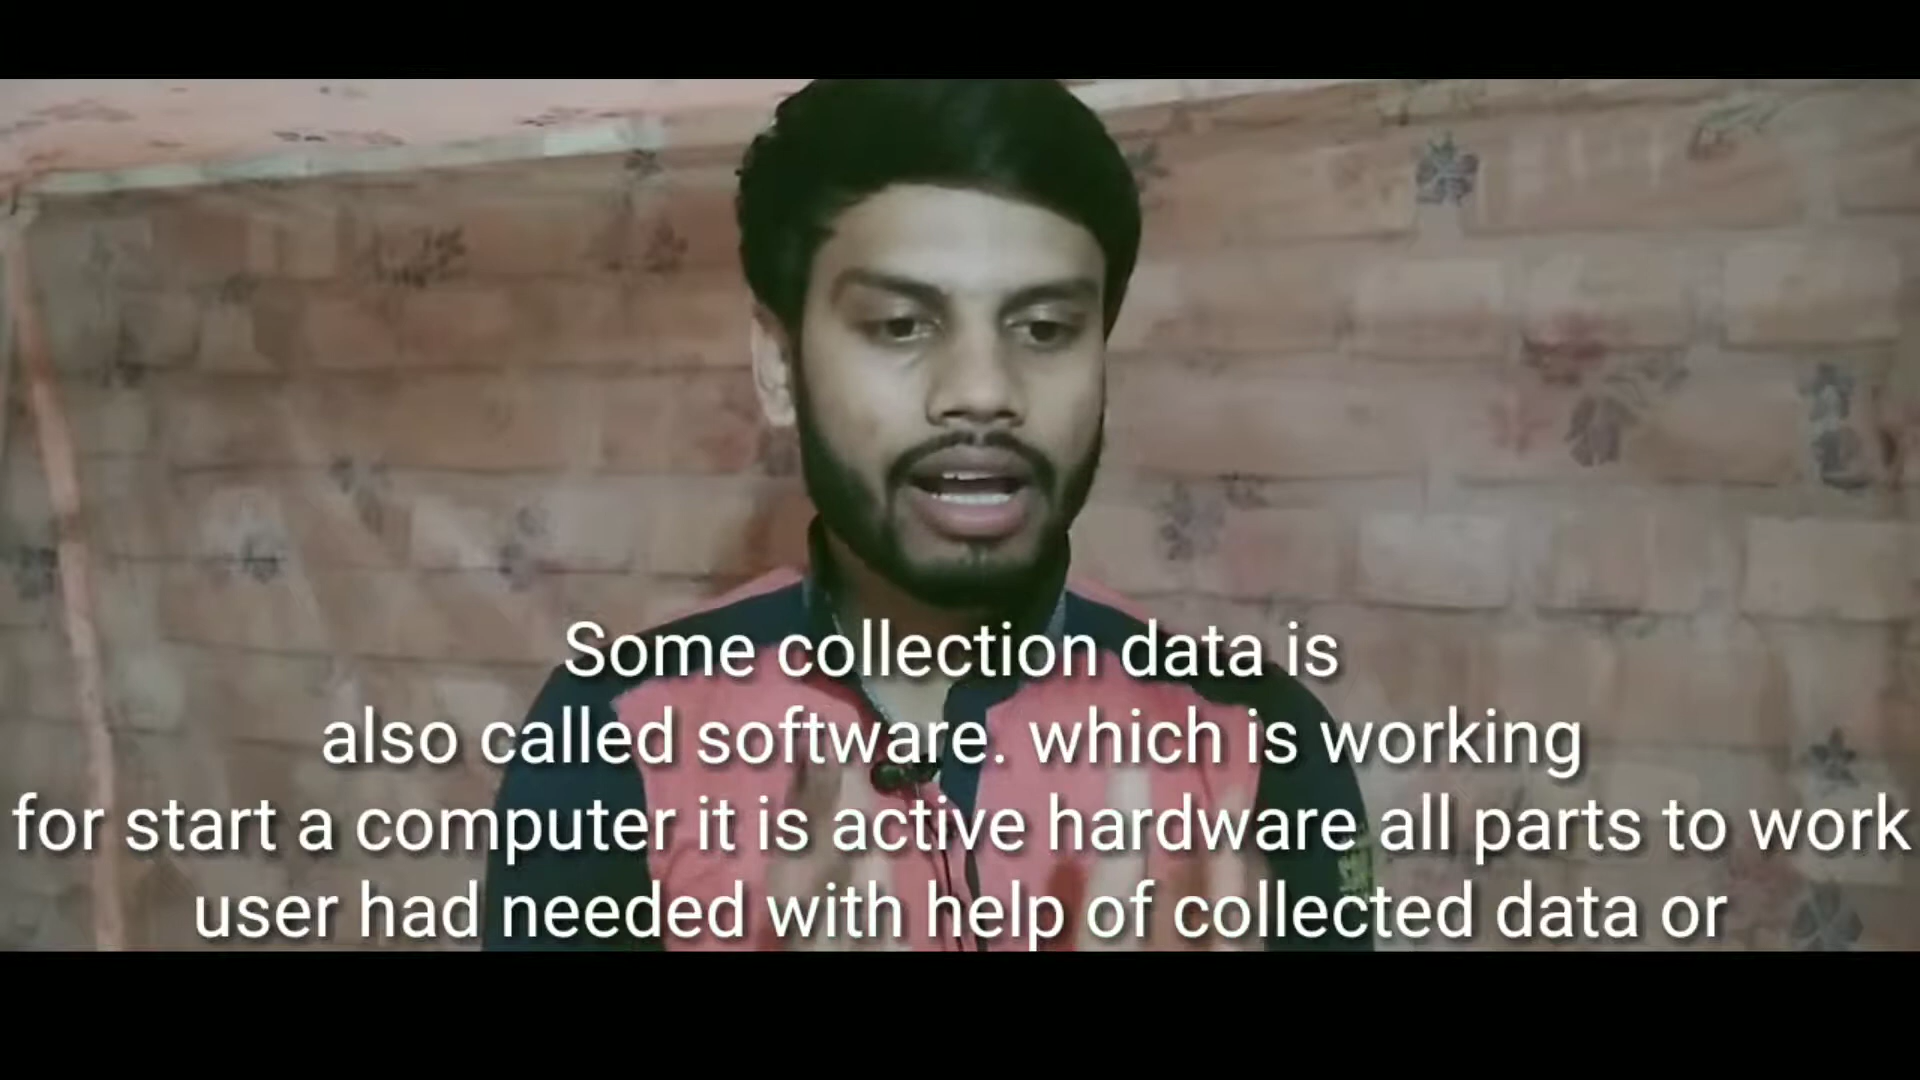 Some collection data is
also called software. which is working
for start a computer it is active hardware all parts to work
user had needed with help of collected data or